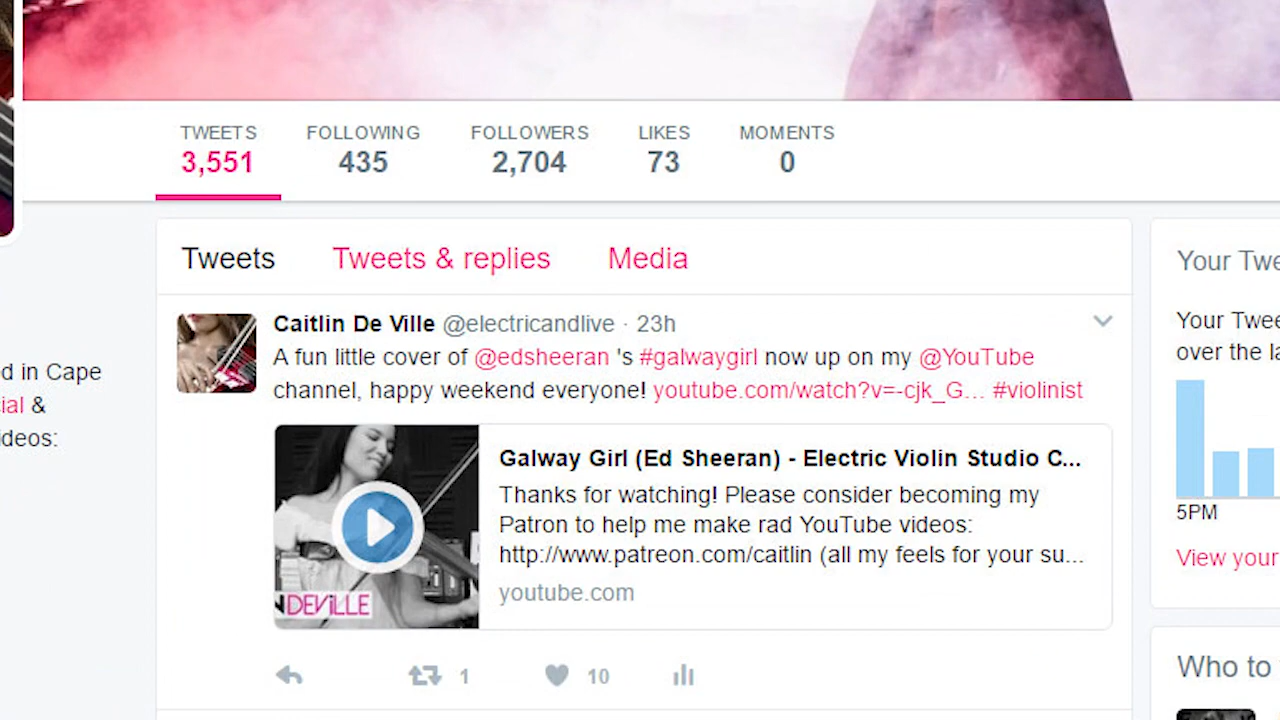 TWEETS FOLLOWING FOLLOWERS LIKES MOMENTS
3,551 435 2,704 73 0
Tweets Tweets & replies Media
Caitlin De Ville @electricandlive · 23h
A fun little cover of @edsheeran 's #galwaygirl now up on my @YouTube
channel, happy weekend everyone! youtube.com/watch?v=-cjk_G... #violinist
Galway Girl (Ed Sheeran) - Electric Violin Studio C...
Thanks for watching! Please consider becoming my
Patron to help me make rad YouTube videos:
http://www.patreon.com/caitlin (all my feels for your su...
youtube.com
DEViLLE
1 10
d in Cape
ial &
ideos:
Your Twe
Your Twee
over the la
5PM
View your
Who to